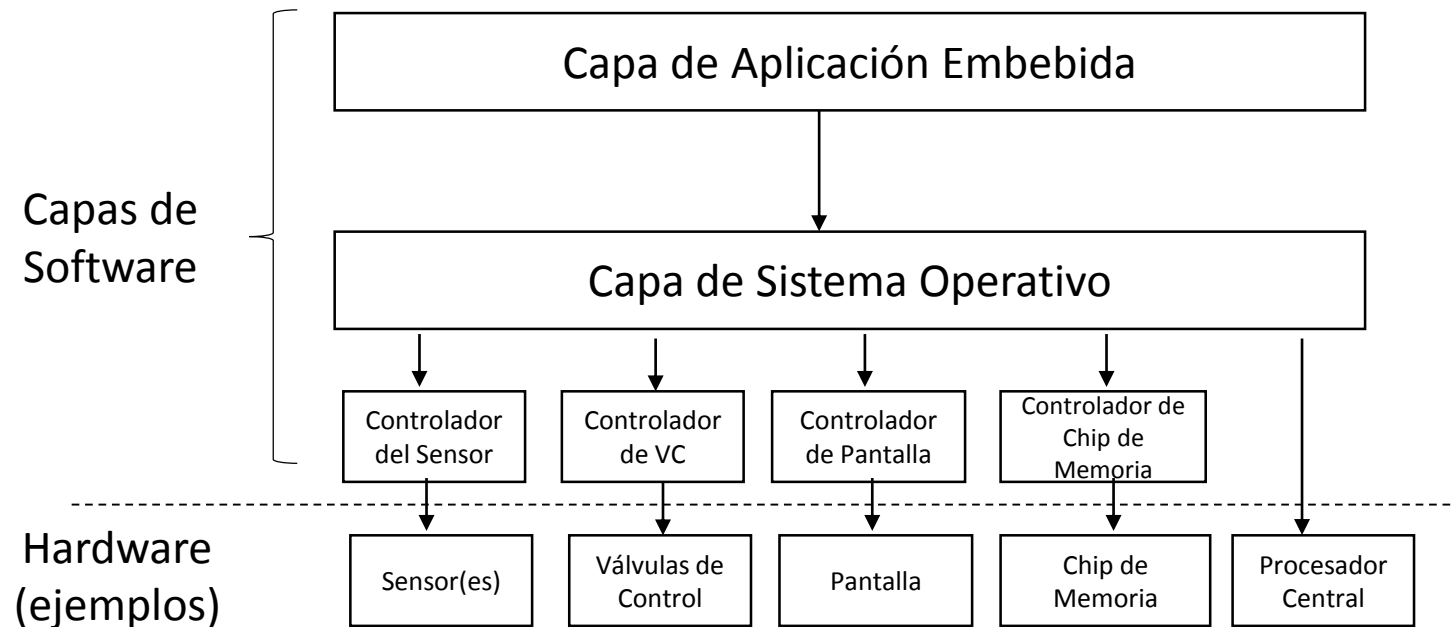 Capa de Aplicación Embebida
Capas de
Software
Capa de Sistema Operativo
Controlador
del Sensor
Controlador
de VC
Controlador
de Pantalla
Controlador de
Chip de
Memoria
Hardware
(ejemplos)
Sensor(es)
Válvulas de
Control
Pantalla
Chip de
Memoria
Procesador
Central